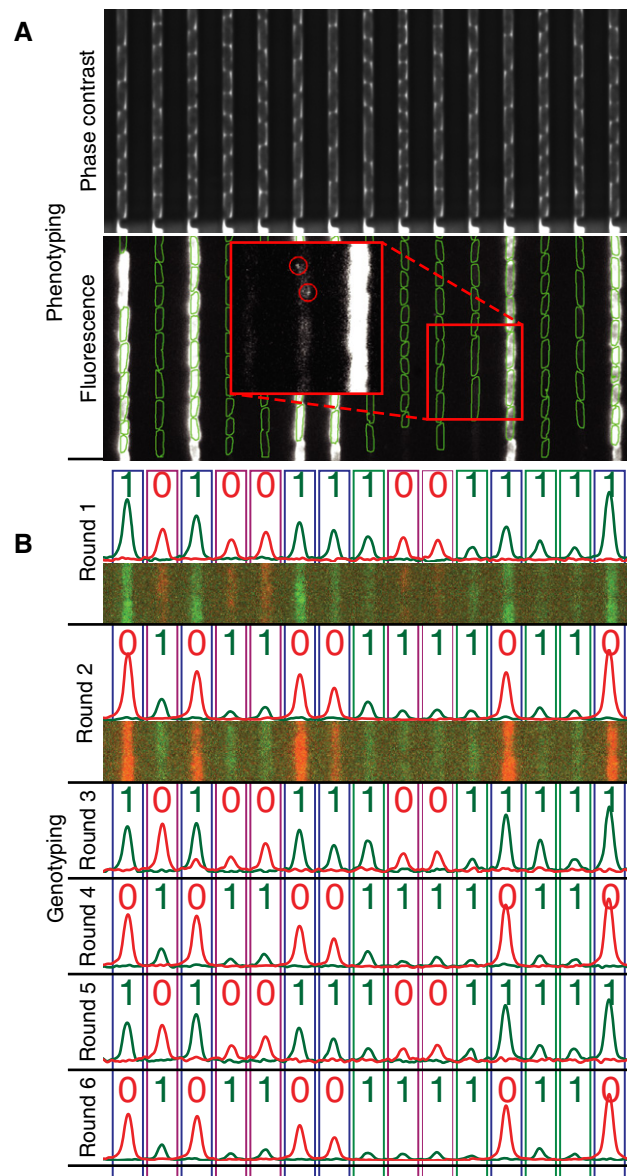 A
Phenotyping
Phase contrast
Fluorescence
B
Genotyping
Round 1
1 0 1 0 0 1 1 1 0 0 1 1 1 1 1
Round 2
0 1 0 1 1 0 0 1 1 1 1 0 1 1 0
Round 3
1 0 1 0 0 1 1 1 0 0 1 1 1 1 1
Round 4
0 1 0 1 1 0 0 1 1 1 1 0 1 1 0
Round 5
1 0 1 0 0 1 1 1 0 0 1 1 1 1 1
Round 6
0 1 0 1 1 0 0 1 1 1 1 0 1 1 0